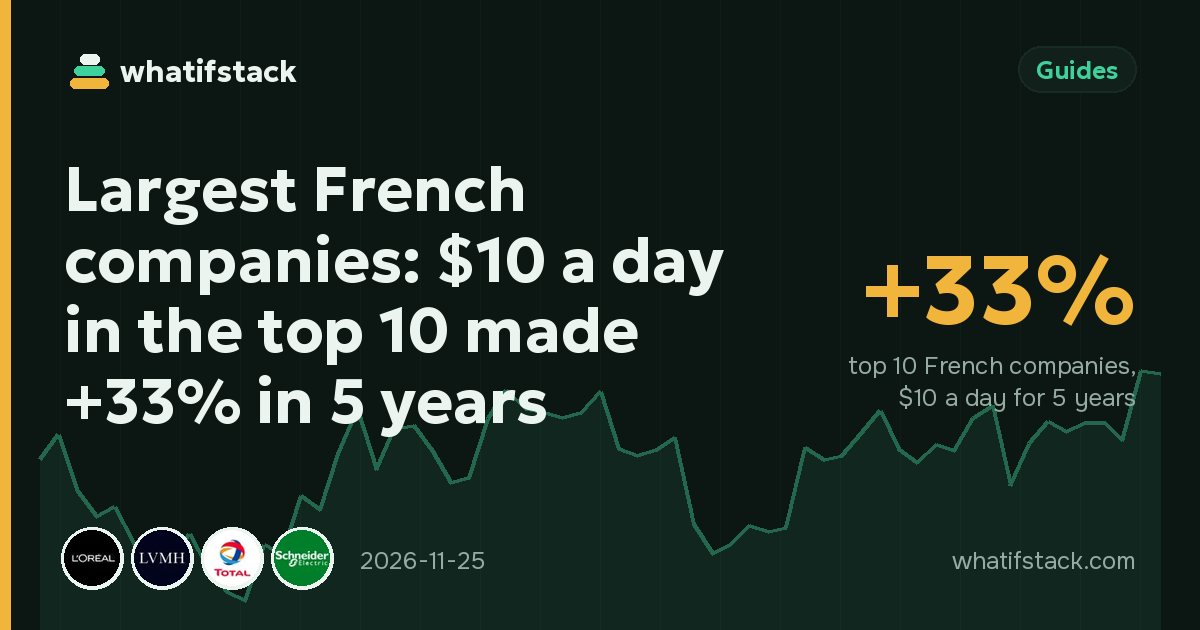 whatifstack
Guides
Largest French
companies: $10 a day
in the top 10 made
+33% in 5 years
+33%
top 10 French companies,
$10 a day for 5 years
L'ORÉAL
LVMH
TOTAL
Schneider
Electric
2026-11-25
whatifstack.com